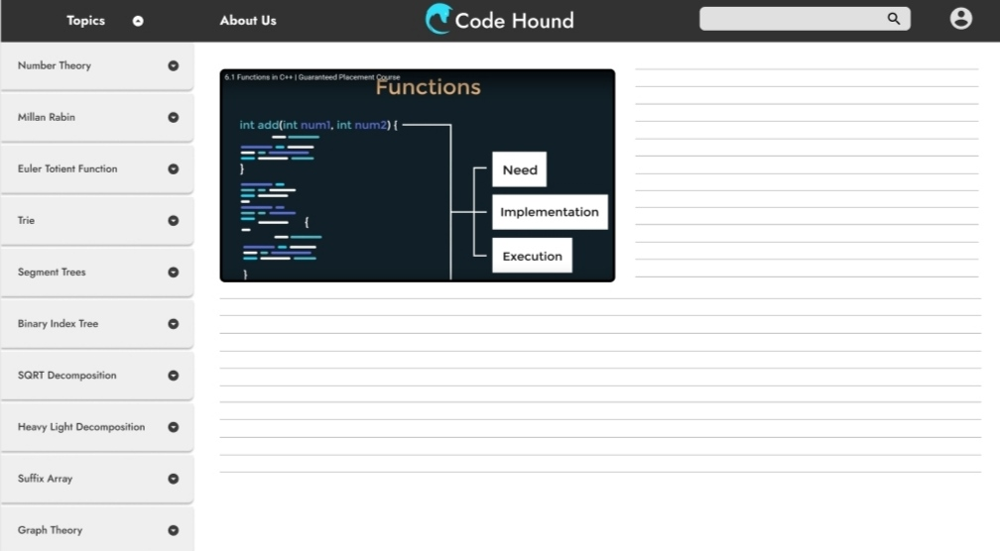 Topics
About Us
Code Hound
Number Theory
Millan Rabin
Euler Totient Function
Trie
Segment Trees
Binary Index Tree
SQRT Decomposition
Heavy Light Decomposition
Suffix Array
Graph Theory
6.1 Functions in C++ | Guaranteed Placement Course
Functions
int add(int num1, int num2) {
}
{
}
Need
Implementation
Execution